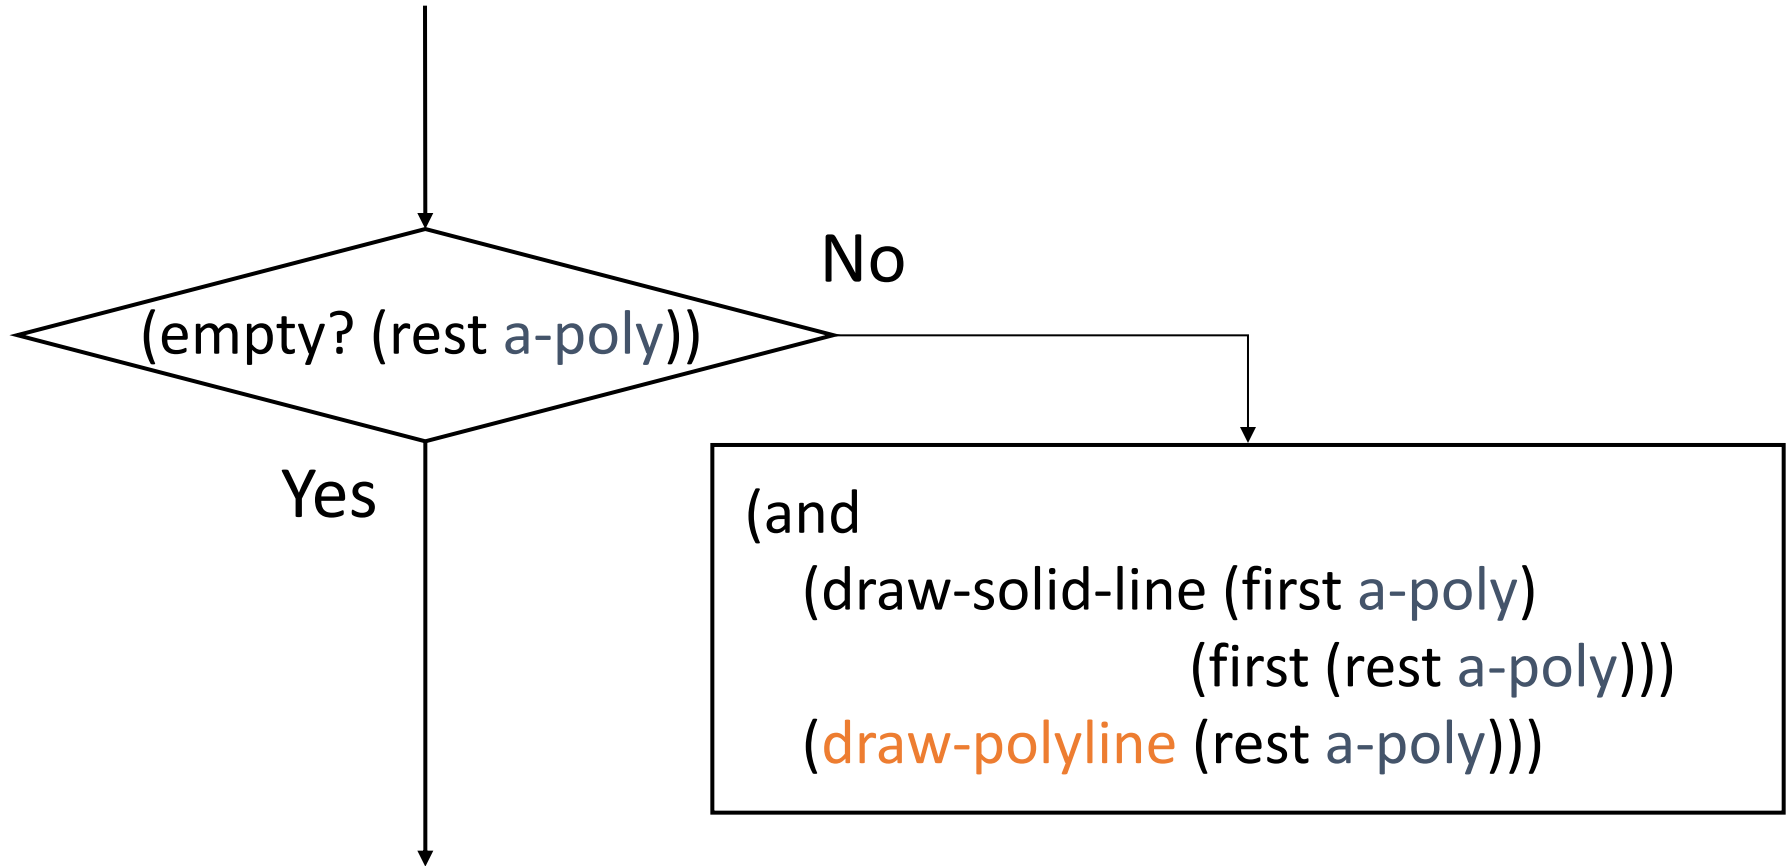 No
(empty? (rest a-poly))
Yes
(and
(draw-solid-line (first a-poly)
(first (rest a-poly)))
(draw-polyline (rest a-poly)))